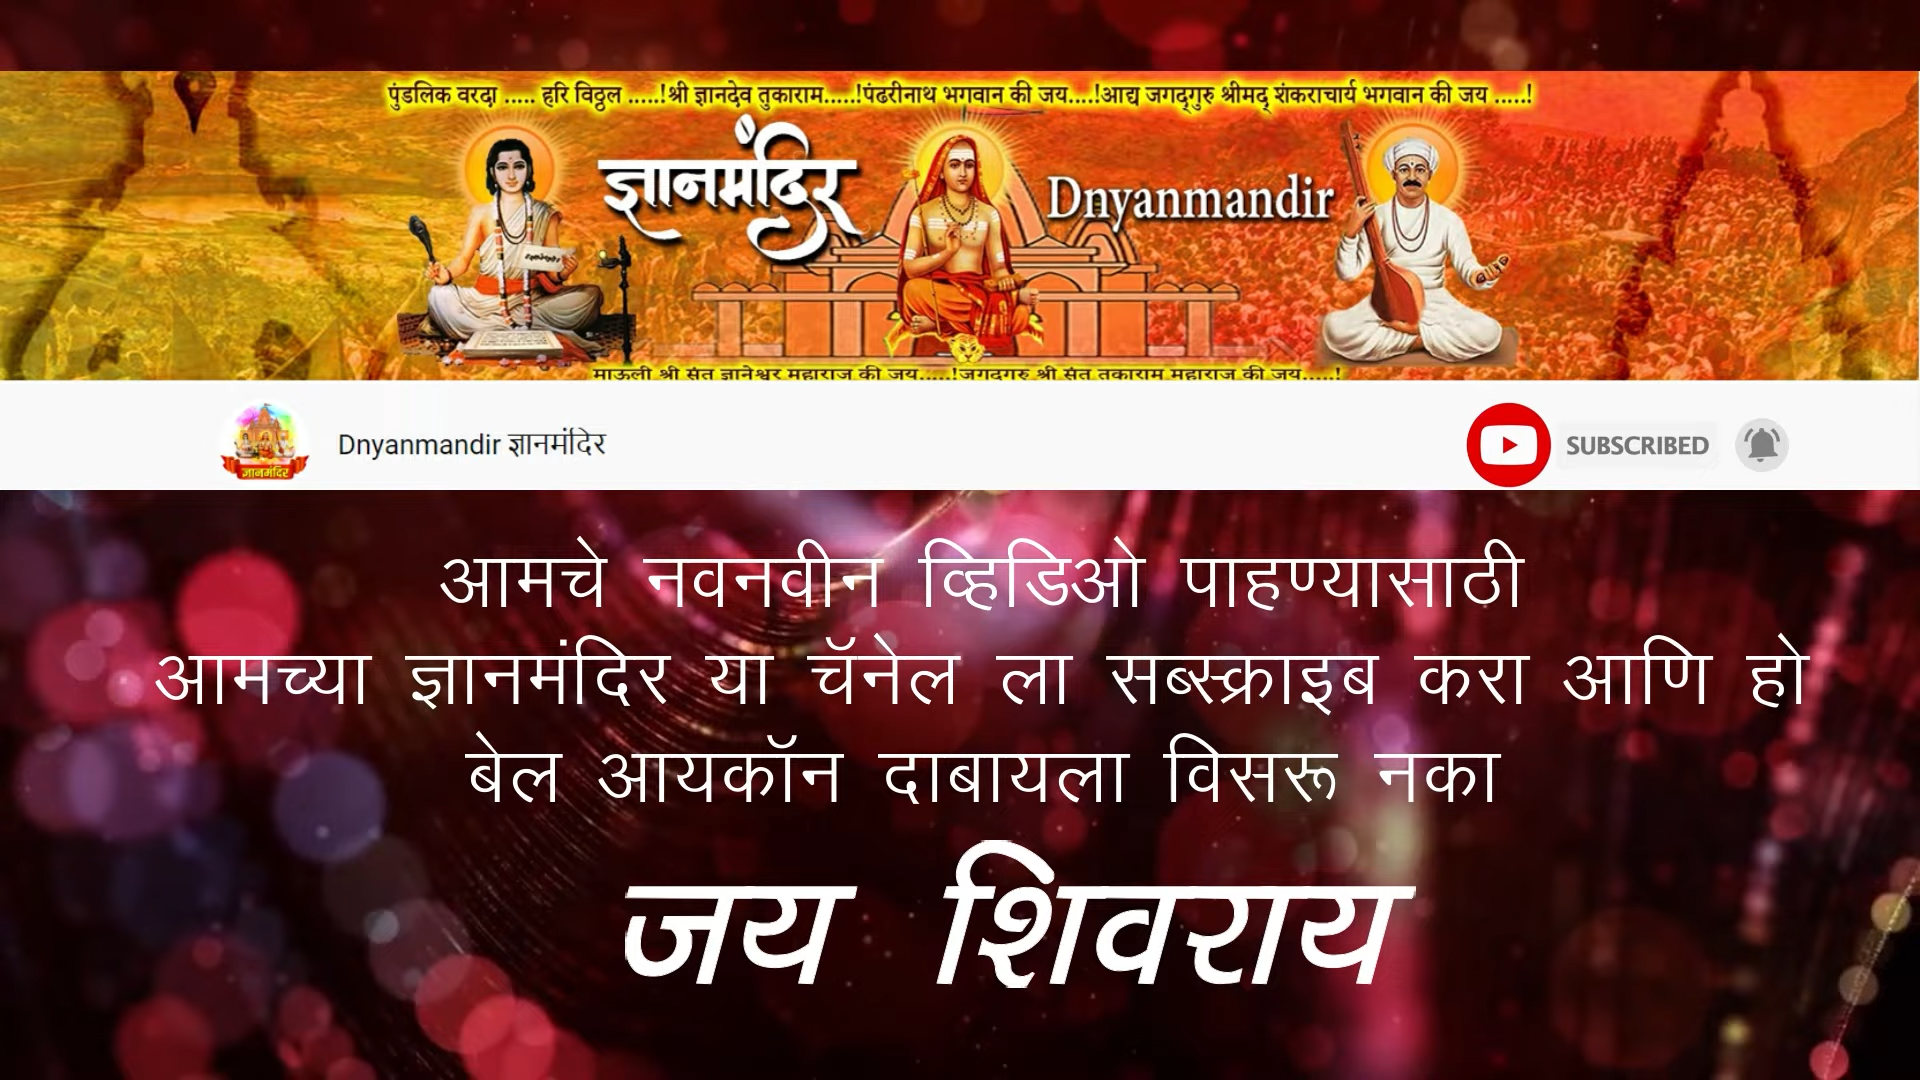 पुंडलिक वरदा ..... हरि विठ्ठल .....!श्री ज्ञानदेव तुकाराम.....!पंढरीनाथ भगवान की जय....!आद्य जगद्गुरु श्रीमद् शंकराचार्य भगवान की जय .....!
ज्ञानमंदिर Dnyanmandir
माऊली श्री संत ज्ञानेश्वर महाराज की जय.....!जगदगुरु श्री संत तुकाराम महाराज की जय.....!
ज्ञानमंदिर
Dnyanmandir ज्ञानमंदिर SUBSCRIBED
आमचे नवनवीन व्हिडिओ पाहण्यासाठी
आमच्या ज्ञानमंदिर या चॅनेल ला सब्स्क्राइब करा आणि हो
बेल आयकॉन दाबायला विसरू नका
जय शिवराय